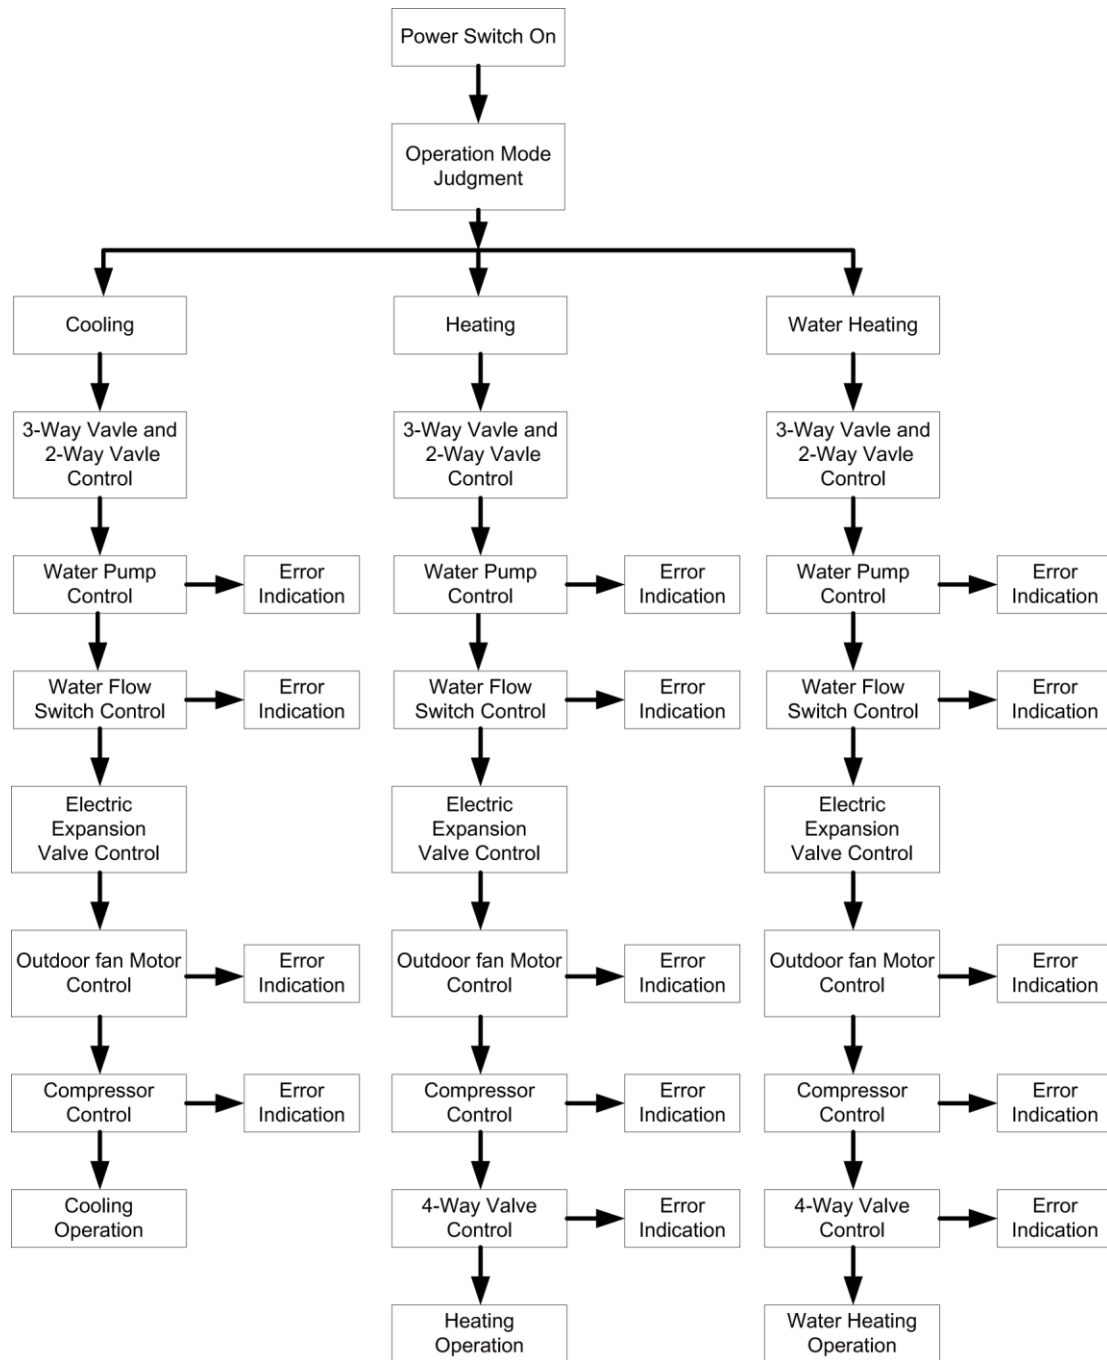 Power Switch On
Operation Mode
Judgment
Cooling
Heating
Water Heating
3-Way Vavle and
2-Way Vavle
Control
3-Way Vavle and
2-Way Vavle
Control
3-Way Vavle and
2-Way Vavle
Control
Water Pump
Control
Error
Indication
Water Pump
Control
Error
Indication
Water Pump
Control
Error
Indication
Water Flow
Switch Control
Error
Indication
Water Flow
Switch Control
Error
Indication
Water Flow
Switch Control
Error
Indication
Electric
Expansion
Valve Control
Electric
Expansion
Valve Control
Electric
Expansion
Valve Control
Outdoor fan Motor
Control
Error
Indication
Outdoor fan Motor
Control
Error
Indication
Outdoor fan Motor
Control
Error
Indication
Compressor
Control
Error
Indication
Compressor
Control
Error
Indication
Compressor
Control
Error
Indication
Cooling
Operation
4-Way Valve
Control
Error
Indication
4-Way Valve
Control
Error
Indication
Heating
Operation
Water Heating
Operation